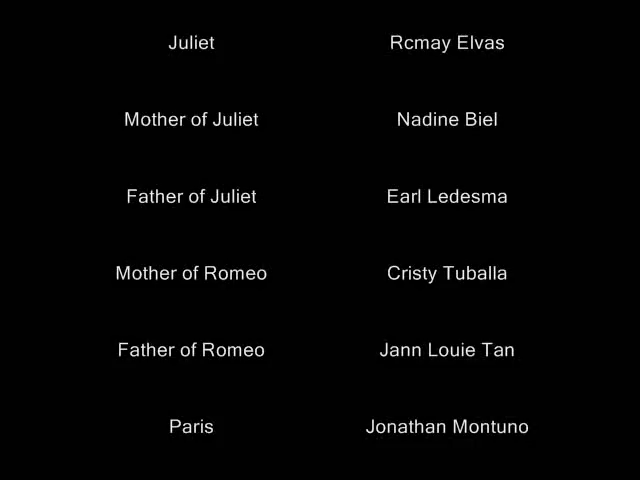 Juliet Rcmay Elvas
Mother of Juliet Nadine Biel
Father of Juliet Earl Ledesma
Mother of Romeo Cristy Tuballa
Father of Romeo Jann Louie Tan
Paris Jonathan Montuno